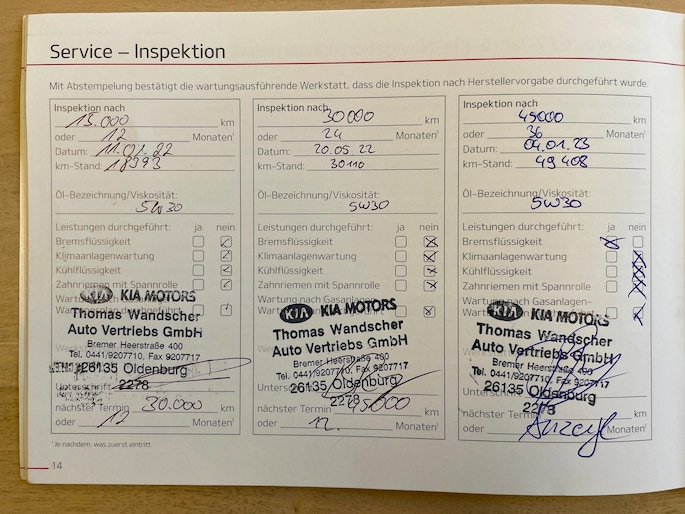 Service – Inspektion
Mit Abstempelung bestätigt die wartungsausführende Werkstatt, dass die Inspektion nach Herstellervorgabe durchgeführt wurde.
Inspektion nach
15.000 km
oder 12 Monaten¹
Datum: 11.01.22
km-Stand: 18393
Öl-Bezeichnung/Viskosität:
5W30
Leistungen durchgeführt: ja nein
Bremsflüssigkeit
Klimaanlagenwartung
Kühlflüssigkeit
Zahnriemen mit Spannrolle
KIA KIA MOTORS
Thomas Wandscher
Auto Vertriebs GmbH
Bremer Heerstraße 400
Tel. 0441/9207710, Fax 9207717
26135 Oldenburg
Unterschrift
2278
nächster Termin 30.000 km
oder 12 Monaten¹
Inspektion nach
30000 km
oder 24 Monaten¹
Datum: 20.05.22
km-Stand: 30110
Öl-Bezeichnung/Viskosität:
5W30
Leistungen durchgeführt: ja nein
Bremsflüssigkeit
Klimaanlagenwartung
Kühlflüssigkeit
Zahnriemen mit Spannrolle
Wartung nach Gasanlagen-
KIA KIA MOTORS
Thomas Wandscher
Auto Vertriebs GmbH
Bremer Heerstraße 400
Tel. 0441/9207710, Fax 9207717
26135 Oldenburg
2278
nächster Termin 45000 km
oder 12. Monaten¹
Inspektion nach
45000 km
oder 36 Monaten¹
Datum: 04.01.23
km-Stand: 49408
Öl-Bezeichnung/Viskosität:
5W30
Leistungen durchgeführt: ja nein
Bremsflüssigkeit
Klimaanlagenwartung
Kühlflüssigkeit
Zahnriemen mit Spannrolle
Wartung nach Gasanlagen-
KIA KIA MOTORS
Thomas Wandscher
Auto Vertriebs GmbH
Bremer Heerstraße 400
Tel. 0441/9207710, Fax 9207717
26135 Oldenburg
2278
nächster Termin km
oder Anzeige Monaten¹
¹ Je nachdem, was zuerst eintritt.
14